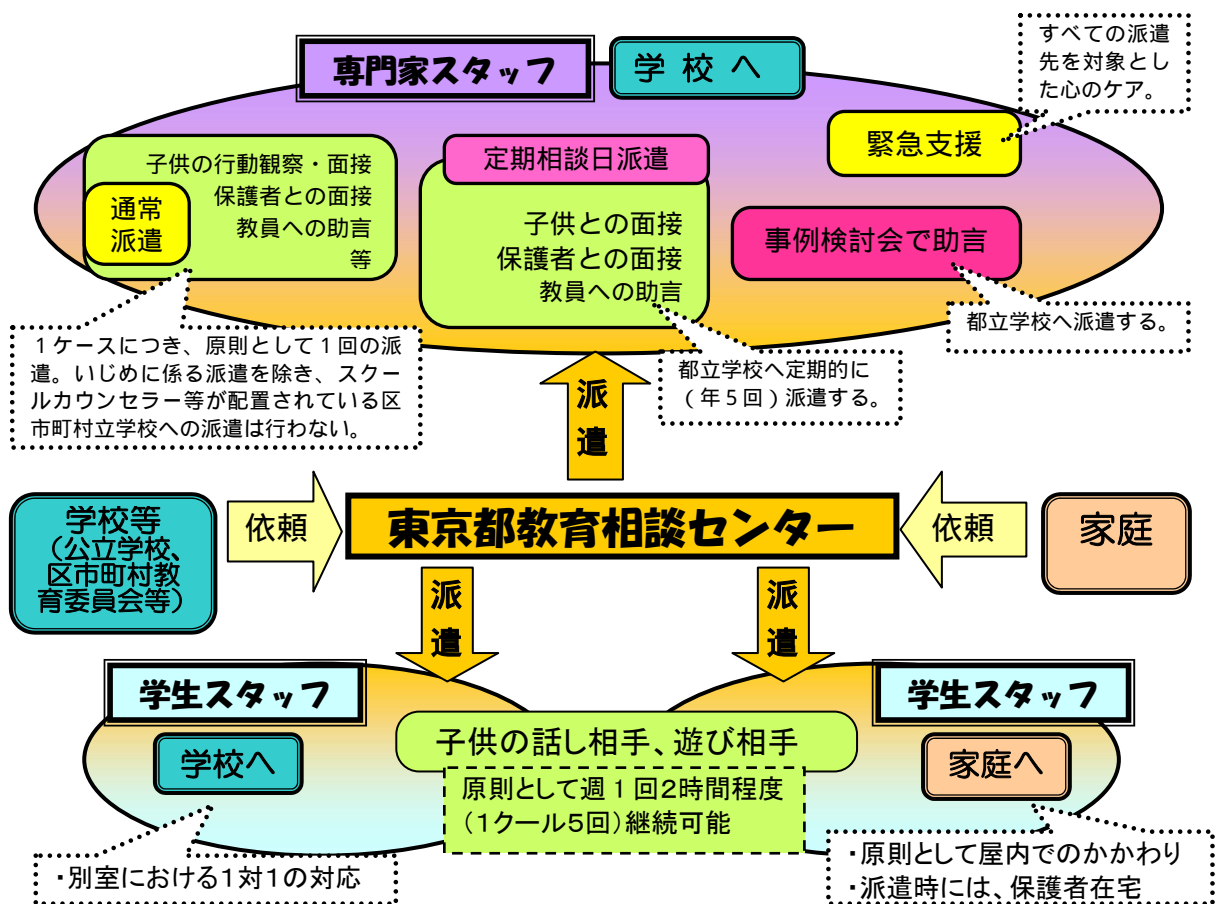 専門家スタッフ
学校へ
すべての派遣
先を対象とし
た心のケア。
緊急支援
子供の行動観察・面接
保護者との面接
教員への助言
等
通常
派遣
定期相談日派遣
子供との面接
保護者との面接
教員への助言
事例検討会で助言
都立学校へ派遣する。
1ケースにつき、原則として1回の派
遣。いじめに係る派遣を除き、スクー
ルカウンセラー等が配置されている区
市町村立学校への派遣は行わない。
都立学校へ定期的に
(年5回)派遣する。
派
遣
学校等
(公立学校、
区市町村教
育委員会等)
依頼
東京都教育相談センター
依頼
家庭
派
遣
派
遣
学生スタッフ
学校へ
子供の話し相手、遊び相手
原則として週1回2時間程度
(1クール5回)継続可能
学生スタッフ
家庭へ
・別室における1対1の対応
・原則として屋内でのかかわり
・派遣時には、保護者在宅